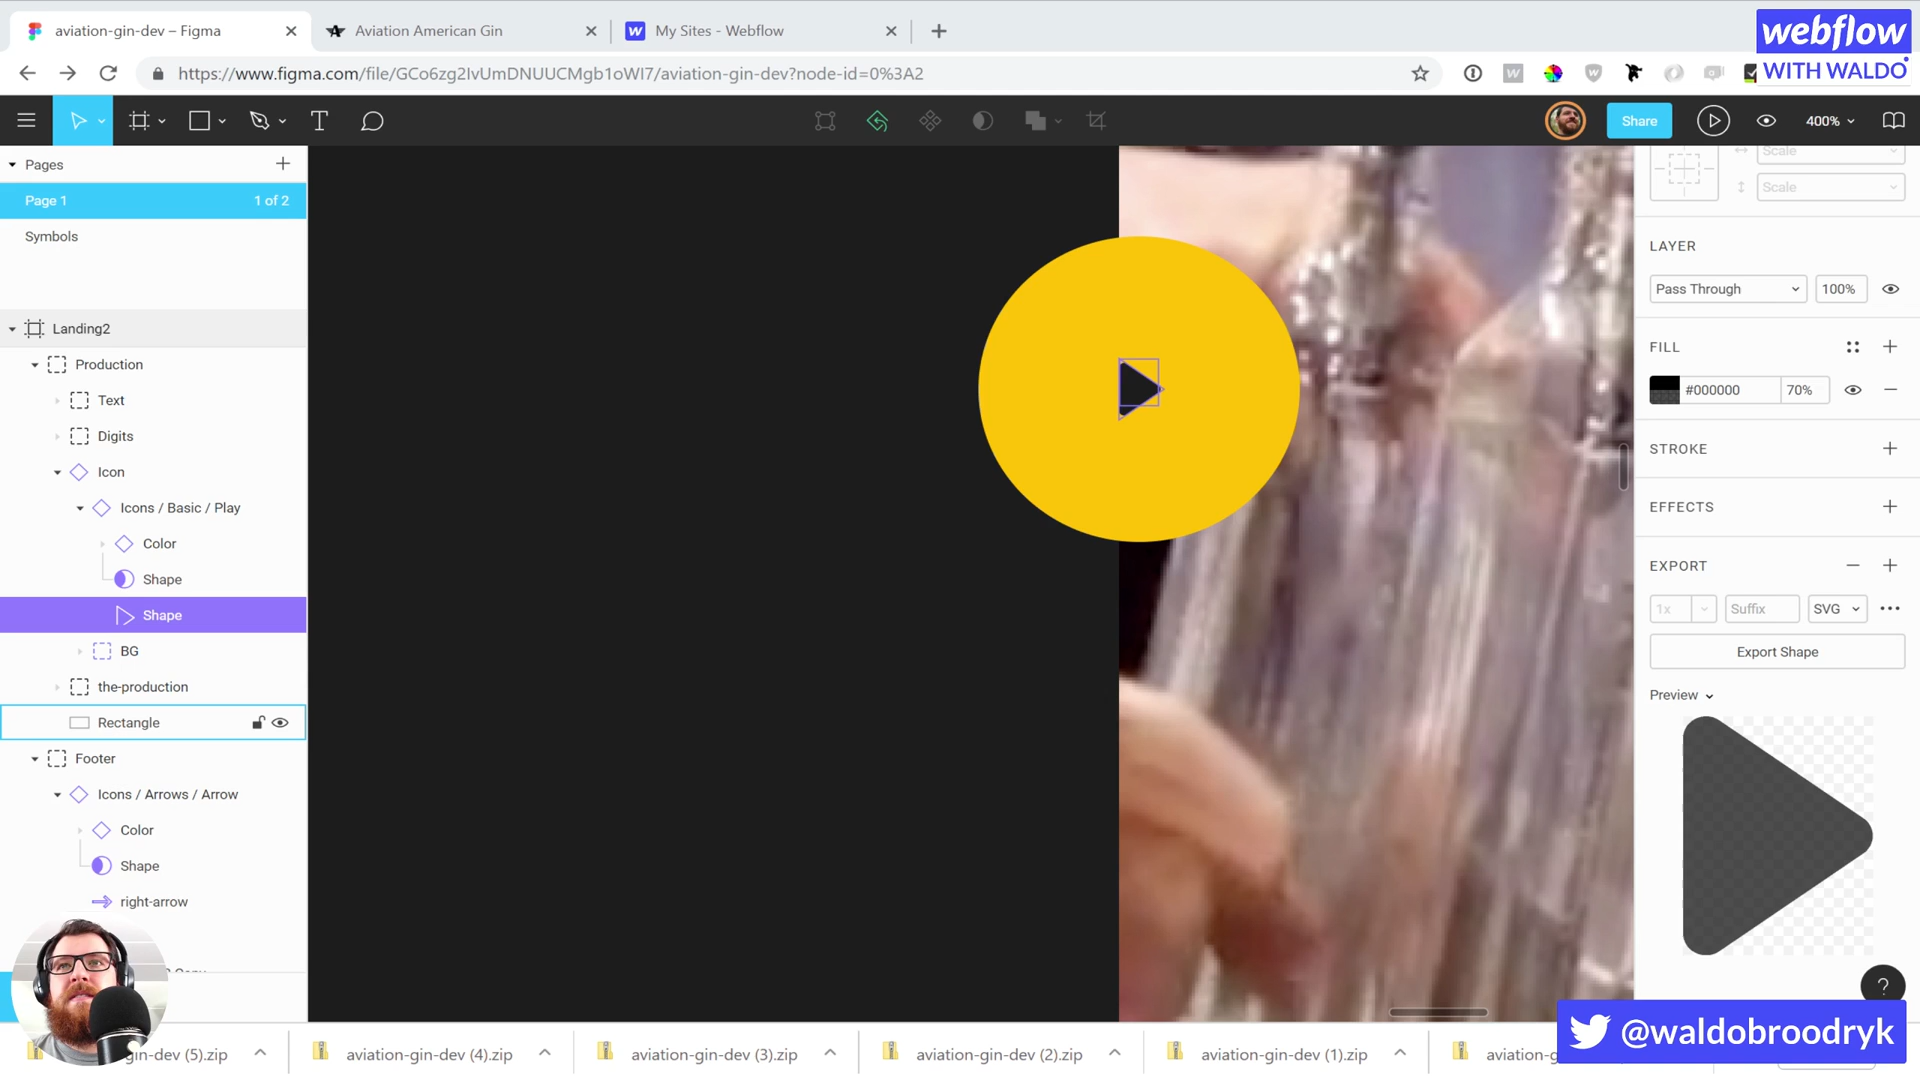 aviation-gin-dev – Figma
Aviation American Gin
W My Sites - Webflow
webflow
WITH WALDO
https://www.figma.com/file/GCo6zg2IvUmDNUUCMgb1oWI7/aviation-gin-dev?node-id=0%3A2
Share
400%
Pages
Page 1
1 of 2
Symbols
Landing2
Production
Text
Digits
Icon
Icons / Basic / Play
Color
Shape
Shape
BG
the-production
Rectangle
Footer
Icons / Arrows / Arrow
Color
Shape
right-arrow
Scale
Scale
LAYER
Pass Through
100%
FILL
#000000
70%
STROKE
EFFECTS
EXPORT
1x
Suffix
SVG
Export Shape
Preview
?
@waldobroodryk
gin-dev (5).zip
aviation-gin-dev (4).zip
aviation-gin-dev (3).zip
aviation-gin-dev (2).zip
aviation-gin-dev (1).zip